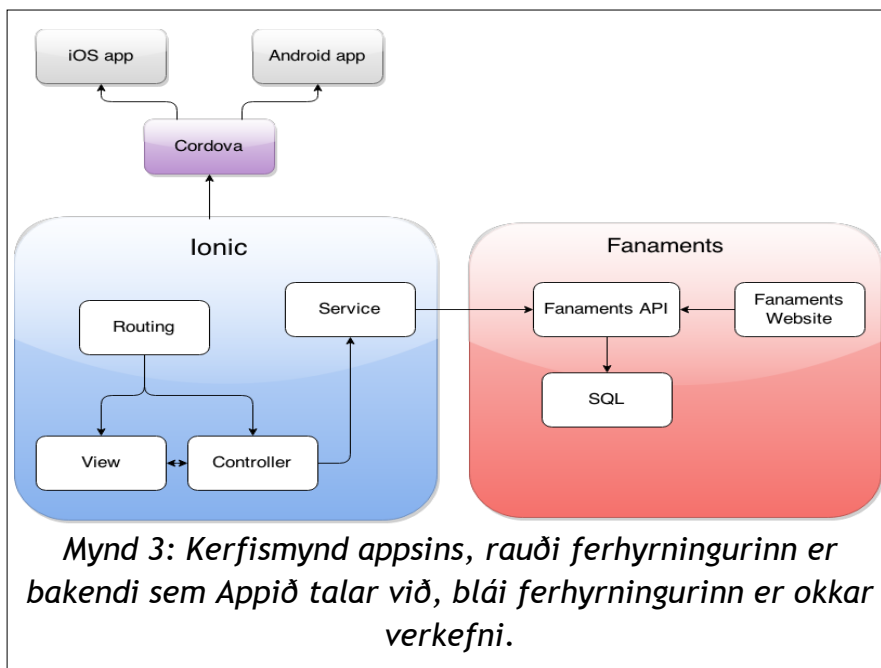 iOS app
Android app
Cordova
Ionic
Routing
Service
View
Controller
Fanaments
Fanaments API
Fanaments
Website
SQL
Mynd 3: Kerfismynd appsins, rauði ferhyrningurinn er
bakendi sem Appið talar við, blái ferhyrningurinn er okkar
verkefni.